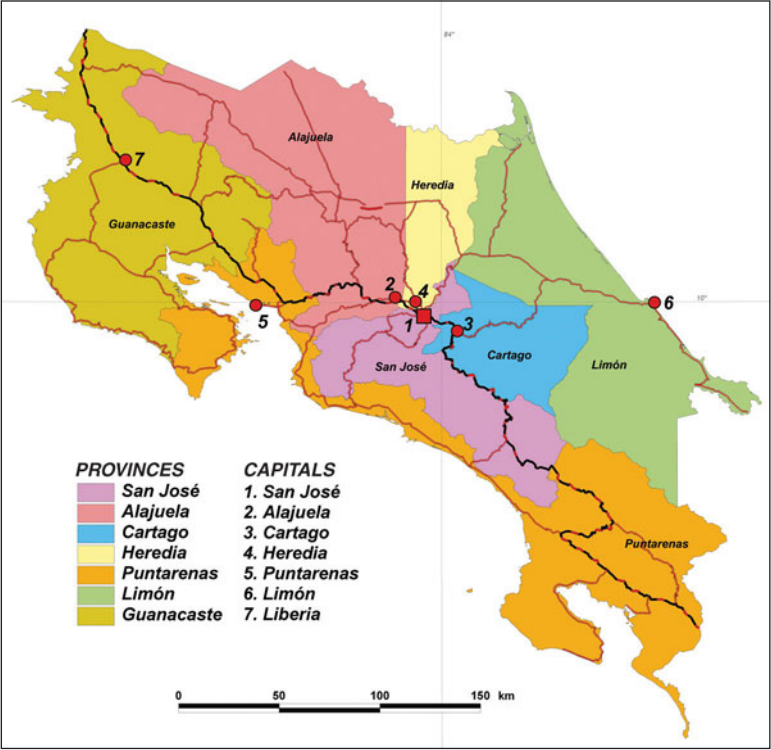 84°
Alajuela
7
Heredia
Guanacaste
2
4
10°
6
5
1
3
Cartago
San José
Limón
PROVINCES
San José
Alajuela
Cartago
Heredia
Puntarenas
Limón
Guanacaste
CAPITALS
1. San José
2. Alajuela
3. Cartago
4. Heredia
5. Puntarenas
6. Limón
7. Liberia
Puntarenas
0 50 100 150 km